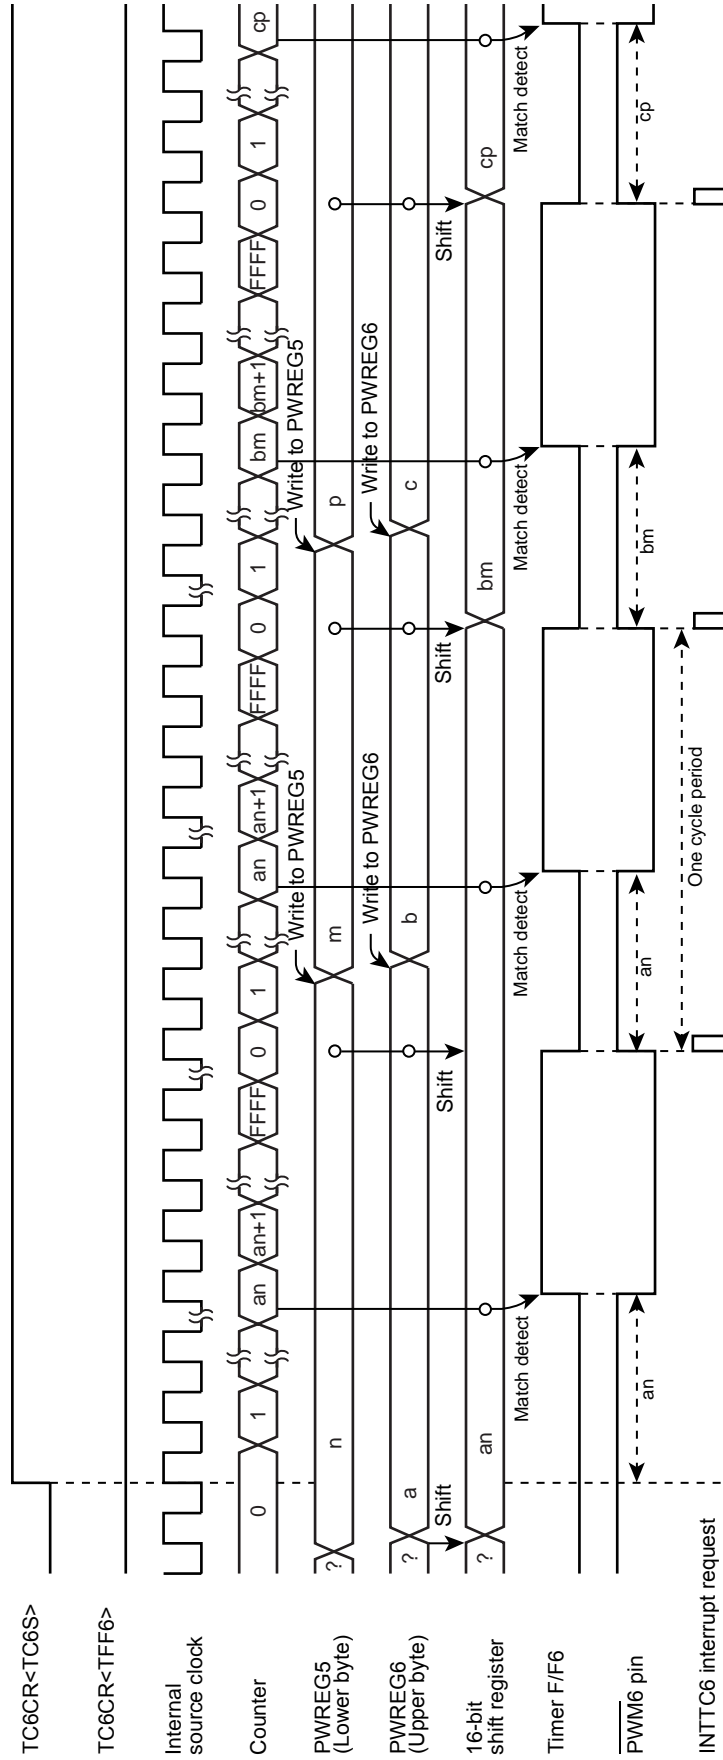 TC6CR<TC6S>
TC6CR<TFF6>
Internal
source clock
Counter
0 1 an an+1 FFFF 0 1 an an+1 FFFF 0 1 bm bm+1 FFFF 0 1 cp
Write to PWREG5 Write to PWREG5
PWREG5
(Lower byte)
? n m p
Write to PWREG6 Write to PWREG6
PWREG6
(Upper byte)
? a b c
Shift Shift Shift Shift
16-bit
shift register
? an bm cp
Match detect Match detect Match detect Match detect
Timer F/F6
PWM6 pin
an an bm cp
One cycle period
INTTC6 interrupt request